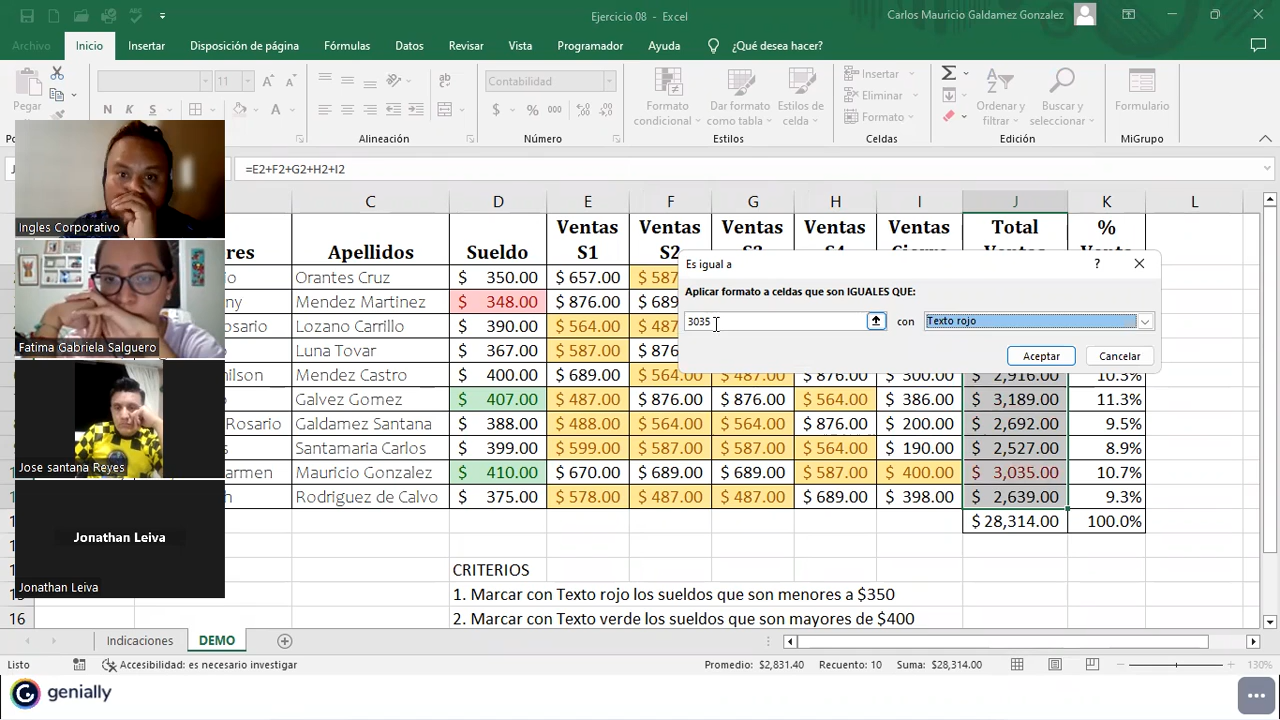 Ejercicio 08 - Excel
Carlos Mauricio Galdamez Gonzalez
Archivo Inicio Insertar Disposición de página Fórmulas Datos Revisar Vista Programador Ayuda ¿Qué desea hacer?
Pegar
11
N K S
Alineación
Contabilidad
$ % 000
Número
Formato condicional
Dar formato como tabla
Estilos de celda
Estilos
Insertar
Eliminar
Formato
Celdas
Ordenar y filtrar
Buscar y seleccionar
Edición
Formulario
MiGrupo
=E2+F2+G2+H2+I2
C D E F G H I J K L
Apellidos Sueldo Ventas S1 Ventas S2 Ventas Ventas Ventas Total %
Es igual a
Aplicar formato a celdas que son IGUALES QUE:
3035 con Texto rojo
Aceptar Cancelar
Orantes Cruz $ 350.00 $ 657.00 $ 587
Mendez Martinez $ 348.00 $ 876.00 $ 689
Lozano Carrillo $ 390.00 $ 564.00 $ 487
Luna Tovar $ 367.00 $ 587.00 $ 876
Mendez Castro $ 400.00 $ 689.00 $ 564.00 $ 487.00 $ 876.00 $ 300.00 $ 2,916.00 10.3%
Galvez Gomez $ 407.00 $ 487.00 $ 876.00 $ 876.00 $ 564.00 $ 386.00 $ 3,189.00 11.3%
Rosario Galdamez Santana $ 388.00 $ 488.00 $ 564.00 $ 564.00 $ 876.00 $ 200.00 $ 2,692.00 9.5%
Santamaria Carlos $ 399.00 $ 599.00 $ 587.00 $ 587.00 $ 564.00 $ 190.00 $ 2,527.00 8.9%
Mauricio Gonzalez $ 410.00 $ 670.00 $ 689.00 $ 689.00 $ 587.00 $ 400.00 $ 3,035.00 10.7%
Rodriguez de Calvo $ 375.00 $ 578.00 $ 487.00 $ 487.00 $ 689.00 $ 398.00 $ 2,639.00 9.3%
$ 28,314.00 100.0%
CRITERIOS
1. Marcar con Texto rojo los sueldos que son menores a $350
16 2. Marcar con Texto verde los sueldos que son mayores de $400
Ingles Corporativo
Fatima Gabriela Salguero
Jose santana Reyes
Jonathan Leiva
Jonathan Leiva
Indicaciones DEMO
Listo Accesibilidad: es necesario investigar Promedio: $2,831.40 Recuento: 10 Suma: $28,314.00 130%
genially